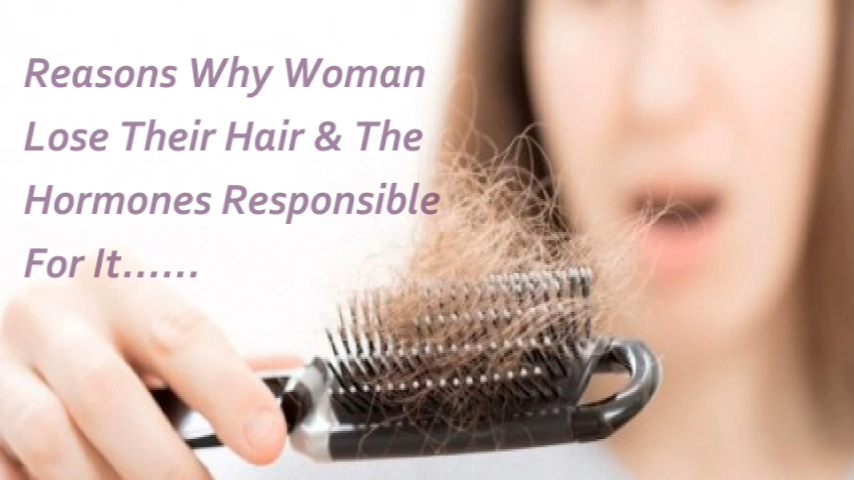 Reasons Why Woman
Lose Their Hair & The
Hormones Responsible
For It......